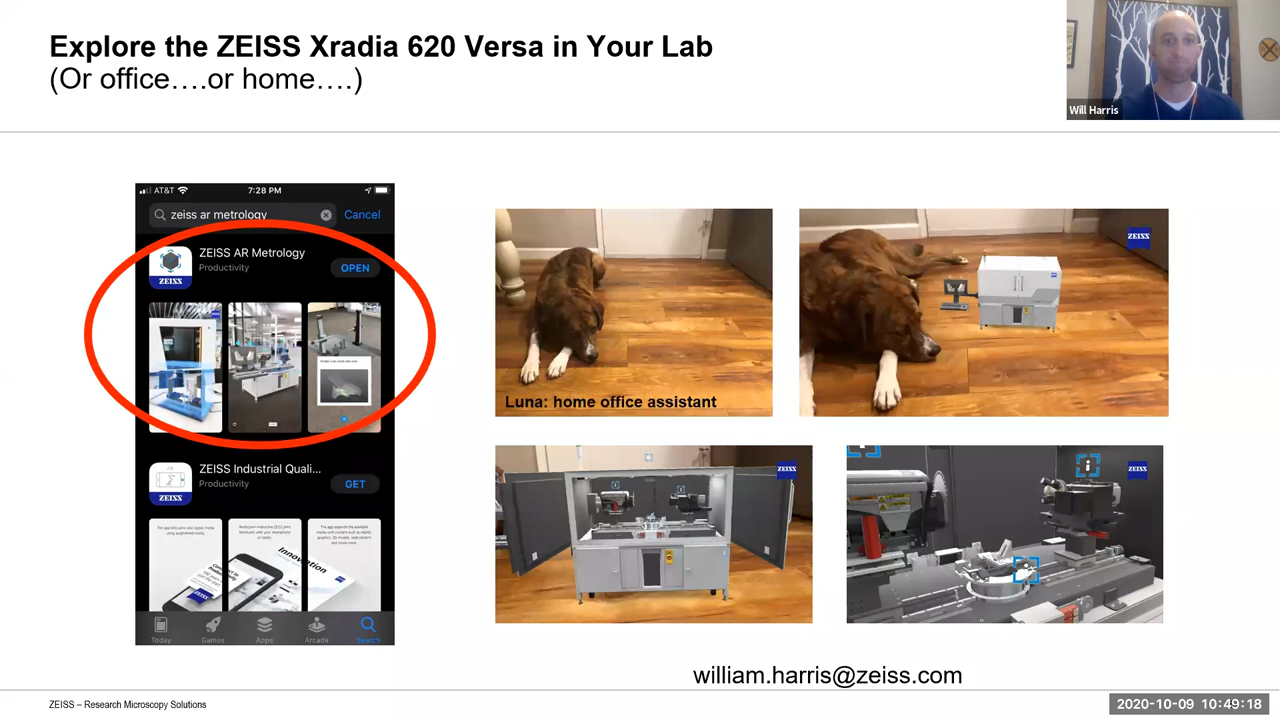 Explore the ZEISS Xradia 620 Versa in Your Lab
(Or office….or home….)
Will Harris
AT&T
7:28 PM
zeiss ar metrology
Cancel
ZEISS AR Metrology
Productivity
OPEN
ZEISS
ZEISS Industrial Quali...
Productivity
GET
ZEISS
Innovation
Today
Games
Apps
Arcade
Search
Luna: home office assistant
ZEISS
ZEISS
ZEISS
william.harris@zeiss.com
ZEISS – Research Microscopy Solutions
2020-10-09 10:49:18